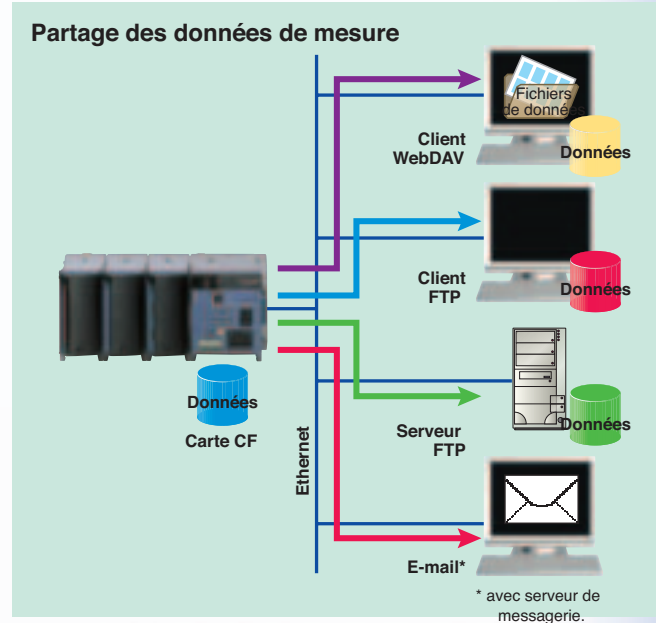 Partage des données de mesure
Fichiers
de données
Client
WebDAV
Données
Client
FTP
Données
Données
Carte CF
Ethernet
Serveur
FTP
Données
E-mail*
* avec serveur de
messagerie.